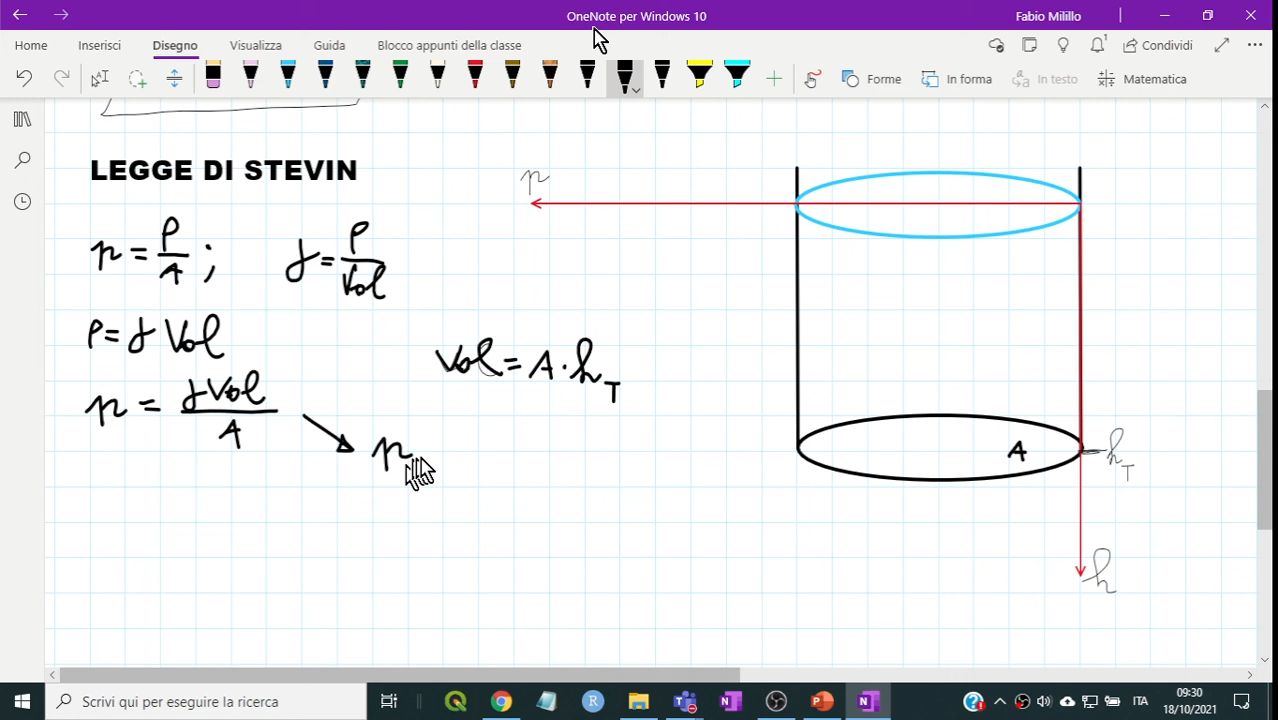 OneNote per Windows 10
Fabio Milillo
Home Inserisci Disegno Visualizza Guida Blocco appunti della classe
Condividi
Forme In forma In testo Matematica
LEGGE DI STEVIN
p = P/A ; γ = P/Vol
P = γ Vol
Vol = A · h_T
p = γ Vol/A
p
p
A
h_T
h
Scrivi qui per eseguire la ricerca
ITA
09:30
18/10/2021